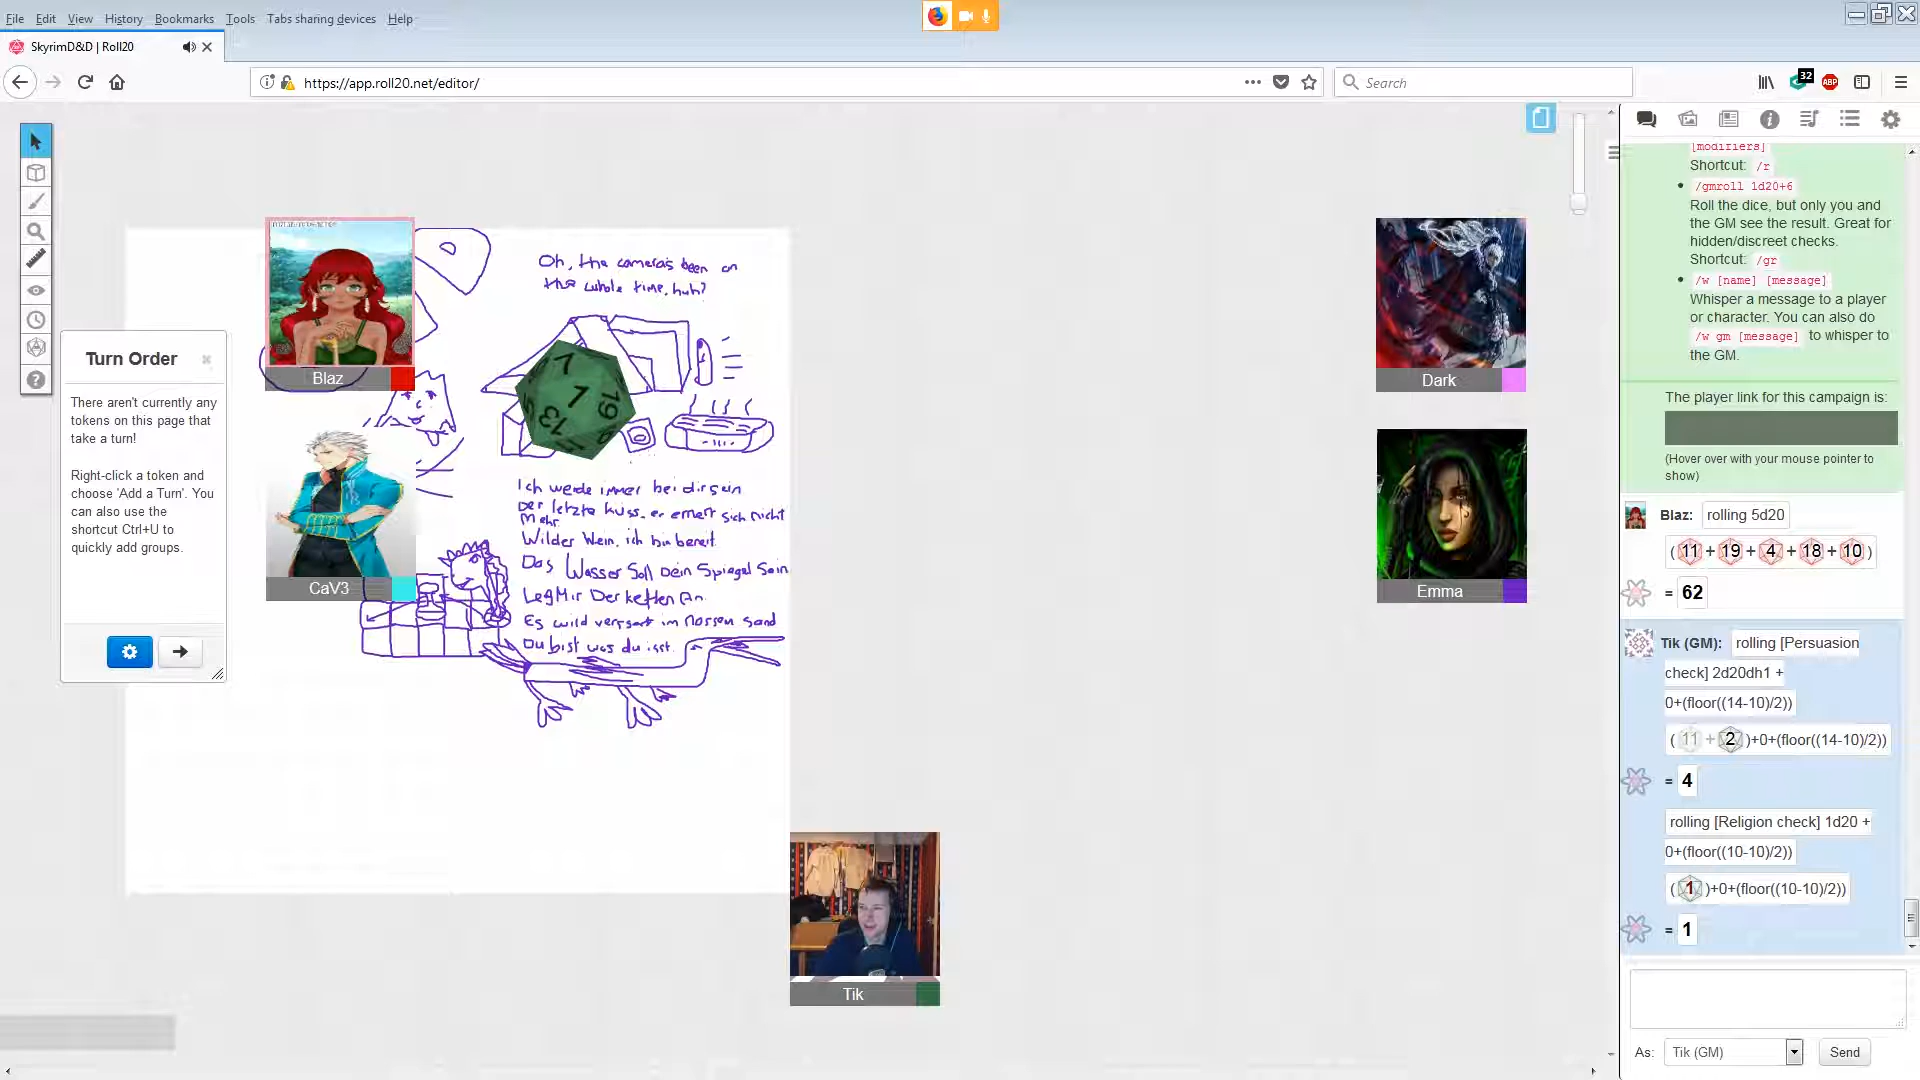 File Edit View History Bookmarks Tools Tabs sharing devices Help
SkyrimD&D | Roll20
https://app.roll20.net/editor/
Search
32
ABP
Oh, the camera's been on
the whole time, huh?
Blaz
Dark
Turn Order
There aren't currently any
tokens on this page that
take a turn!
Right-click a token and
choose 'Add a Turn'. You
can also use the
shortcut Ctrl+U to
quickly add groups.
7
1
19
13
Ich werde immer bei dir sein
Der letzte kuss. er
sich nicht
Mehr
Wilder Wein, ich bin bereit
Das Wasser Soll Dein Spiegel Sein
Leg Mir Der ketten An
Es wild
im nassen sand
Du bist was du isst.
CaV3
Emma
Tik
[modifiers]
Shortcut: /r
/gmroll 1d20+6
Roll the dice, but only you and
the GM see the result. Great for
hidden/discreet checks.
Shortcut: /gr
/w [name] [message]
Whisper a message to a player
or character. You can also do
/w gm [message] to whisper to
the GM.
The player link for this campaign is:
(Hover over with your mouse pointer to
show)
Blaz: rolling 5d20
(11+19+4+18+10)
= 62
Tik (GM): rolling [Persuasion
check] 2d20dh1 +
0+(floor((14-10)/2))
(11+2)+0+(floor((14-10)/2))
= 4
rolling [Religion check] 1d20 +
0+(floor((10-10)/2))
(1)+0+(floor((10-10)/2))
= 1
As: Tik (GM) Send